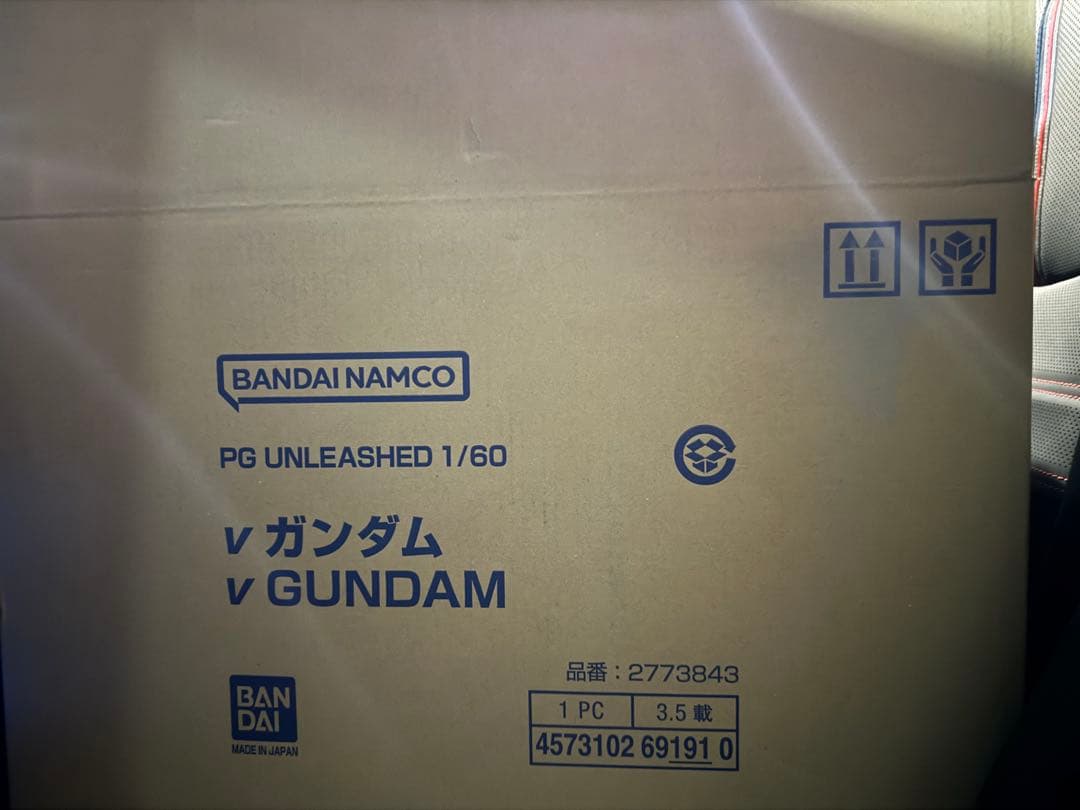 BANDAI NAMCO
PG UNLEASHED 1/60
ν ガンダム
ν GUNDAM
BAN
DAI
MADE IN JAPAN
品番：2773843
1 PC 3.5 載
4573102 69191 0